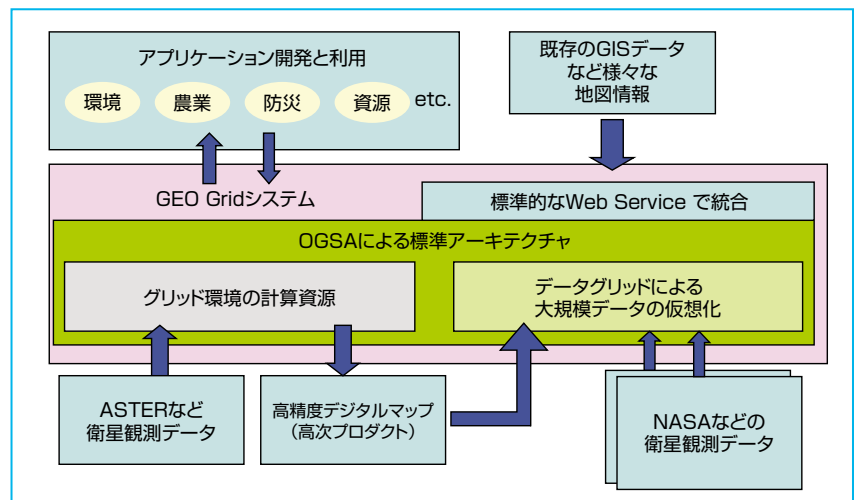 アプリケーション開発と利用
環境 農業 防災 資源 etc.
既存のGISデータ
など様々な
地図情報
GEO Gridシステム
標準的なWeb Service で統合
OGSAによる標準アーキテクチャ
グリッド環境の計算資源
データグリッドによる
大規模データの仮想化
ASTERなど
衛星観測データ
高精度デジタルマップ
（高次プロダクト）
NASAなどの
衛星観測データ